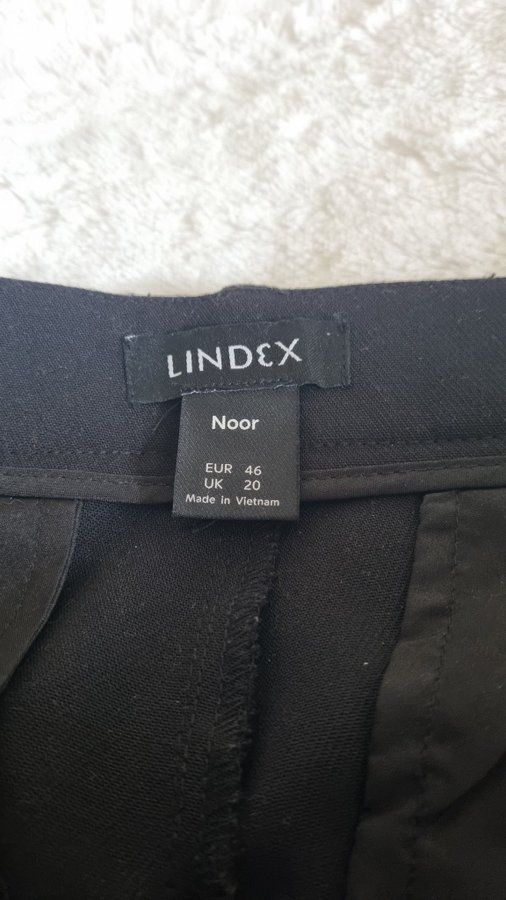 LINDEX
Noor
EUR 46
UK 20
Made in Vietnam